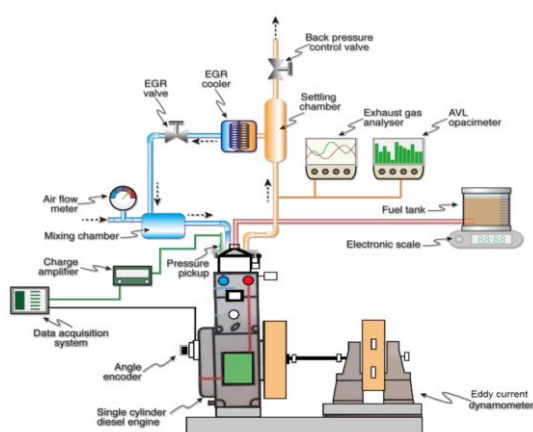 Back pressure
control valve
EGR
valve
EGR
cooler
Settling
chamber
Exhaust gas
analyser
AVL
opacimeter
Air flow
meter
Mixing chamber
Fuel tank
Electronic scale
88:88
Charge
amplifier
Pressure
pickup
Data acquisition
system
Angle
encoder
Single cylinder
diesel engine
Eddy current
dynamometer